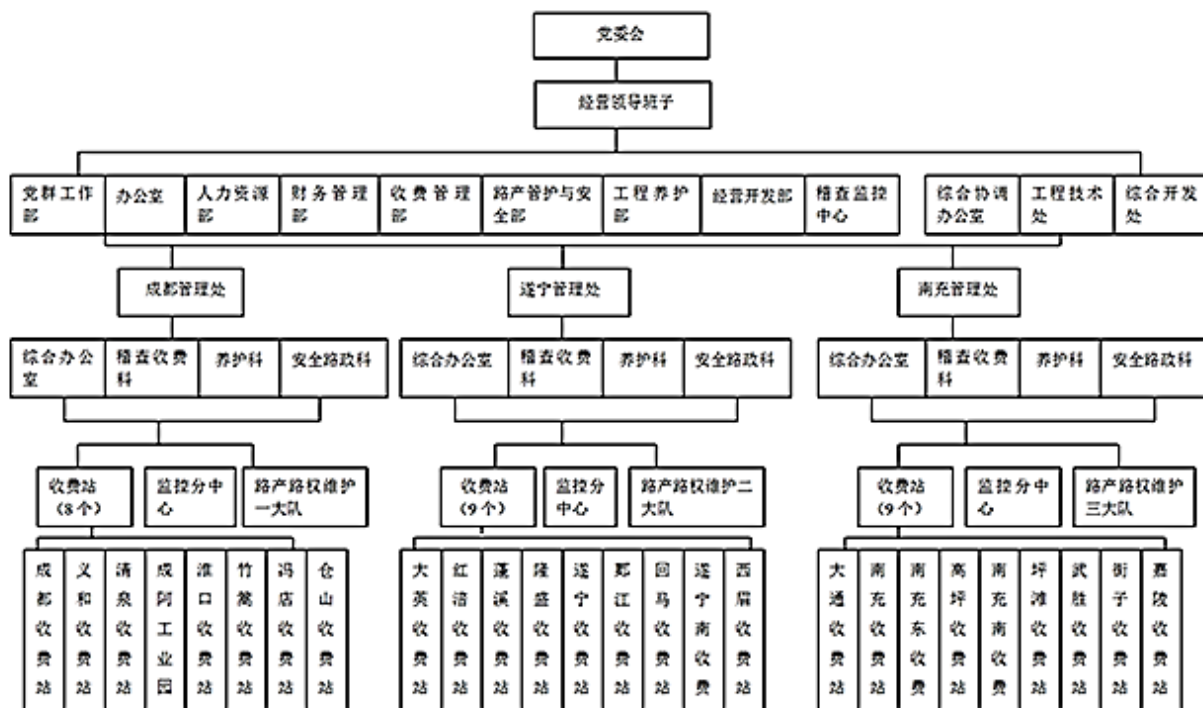 党委会
经营领导班子
党群工作
部
办公室
人力资源
部
财务管理
部
收费管理
部
路产管护与安
全部
工程养护
部
经营开发部
稽查监控
中心
综合协调
办公室
工程技术
处
综合开发
处
成都管理处
遂宁管理处
南充管理处
综合办公
室
稽查收费
科
养护科
安全路政科
综合办公室
稽查收费
科
养护科
安全路政科
综合办公室
稽查收费
科
养护科
安全路政科
收费站
（8个）
监控分中
心
路产路权维护
一大队
收费站
（9个）
监控分
中心
路产路权维护二
大队
收费站
（9个）
监控分中
心
路产路权维护
三大队
成都收费站
义和收费站
清泉收费站
成阿工业园
淮口收费站
竹篙收费站
冯店收费站
仓山收费站
大英收费站
红涪收费站
蓬溪收费站
隆盛收费站
遂宁收费站
郪江收费站
回马收费站
遂宁南收费
西眉收费站
大通收费站
南充收费站
南充东收费
高坪收费站
南充南收费
坪滩收费站
武胜收费站
街子收费站
嘉陵收费站